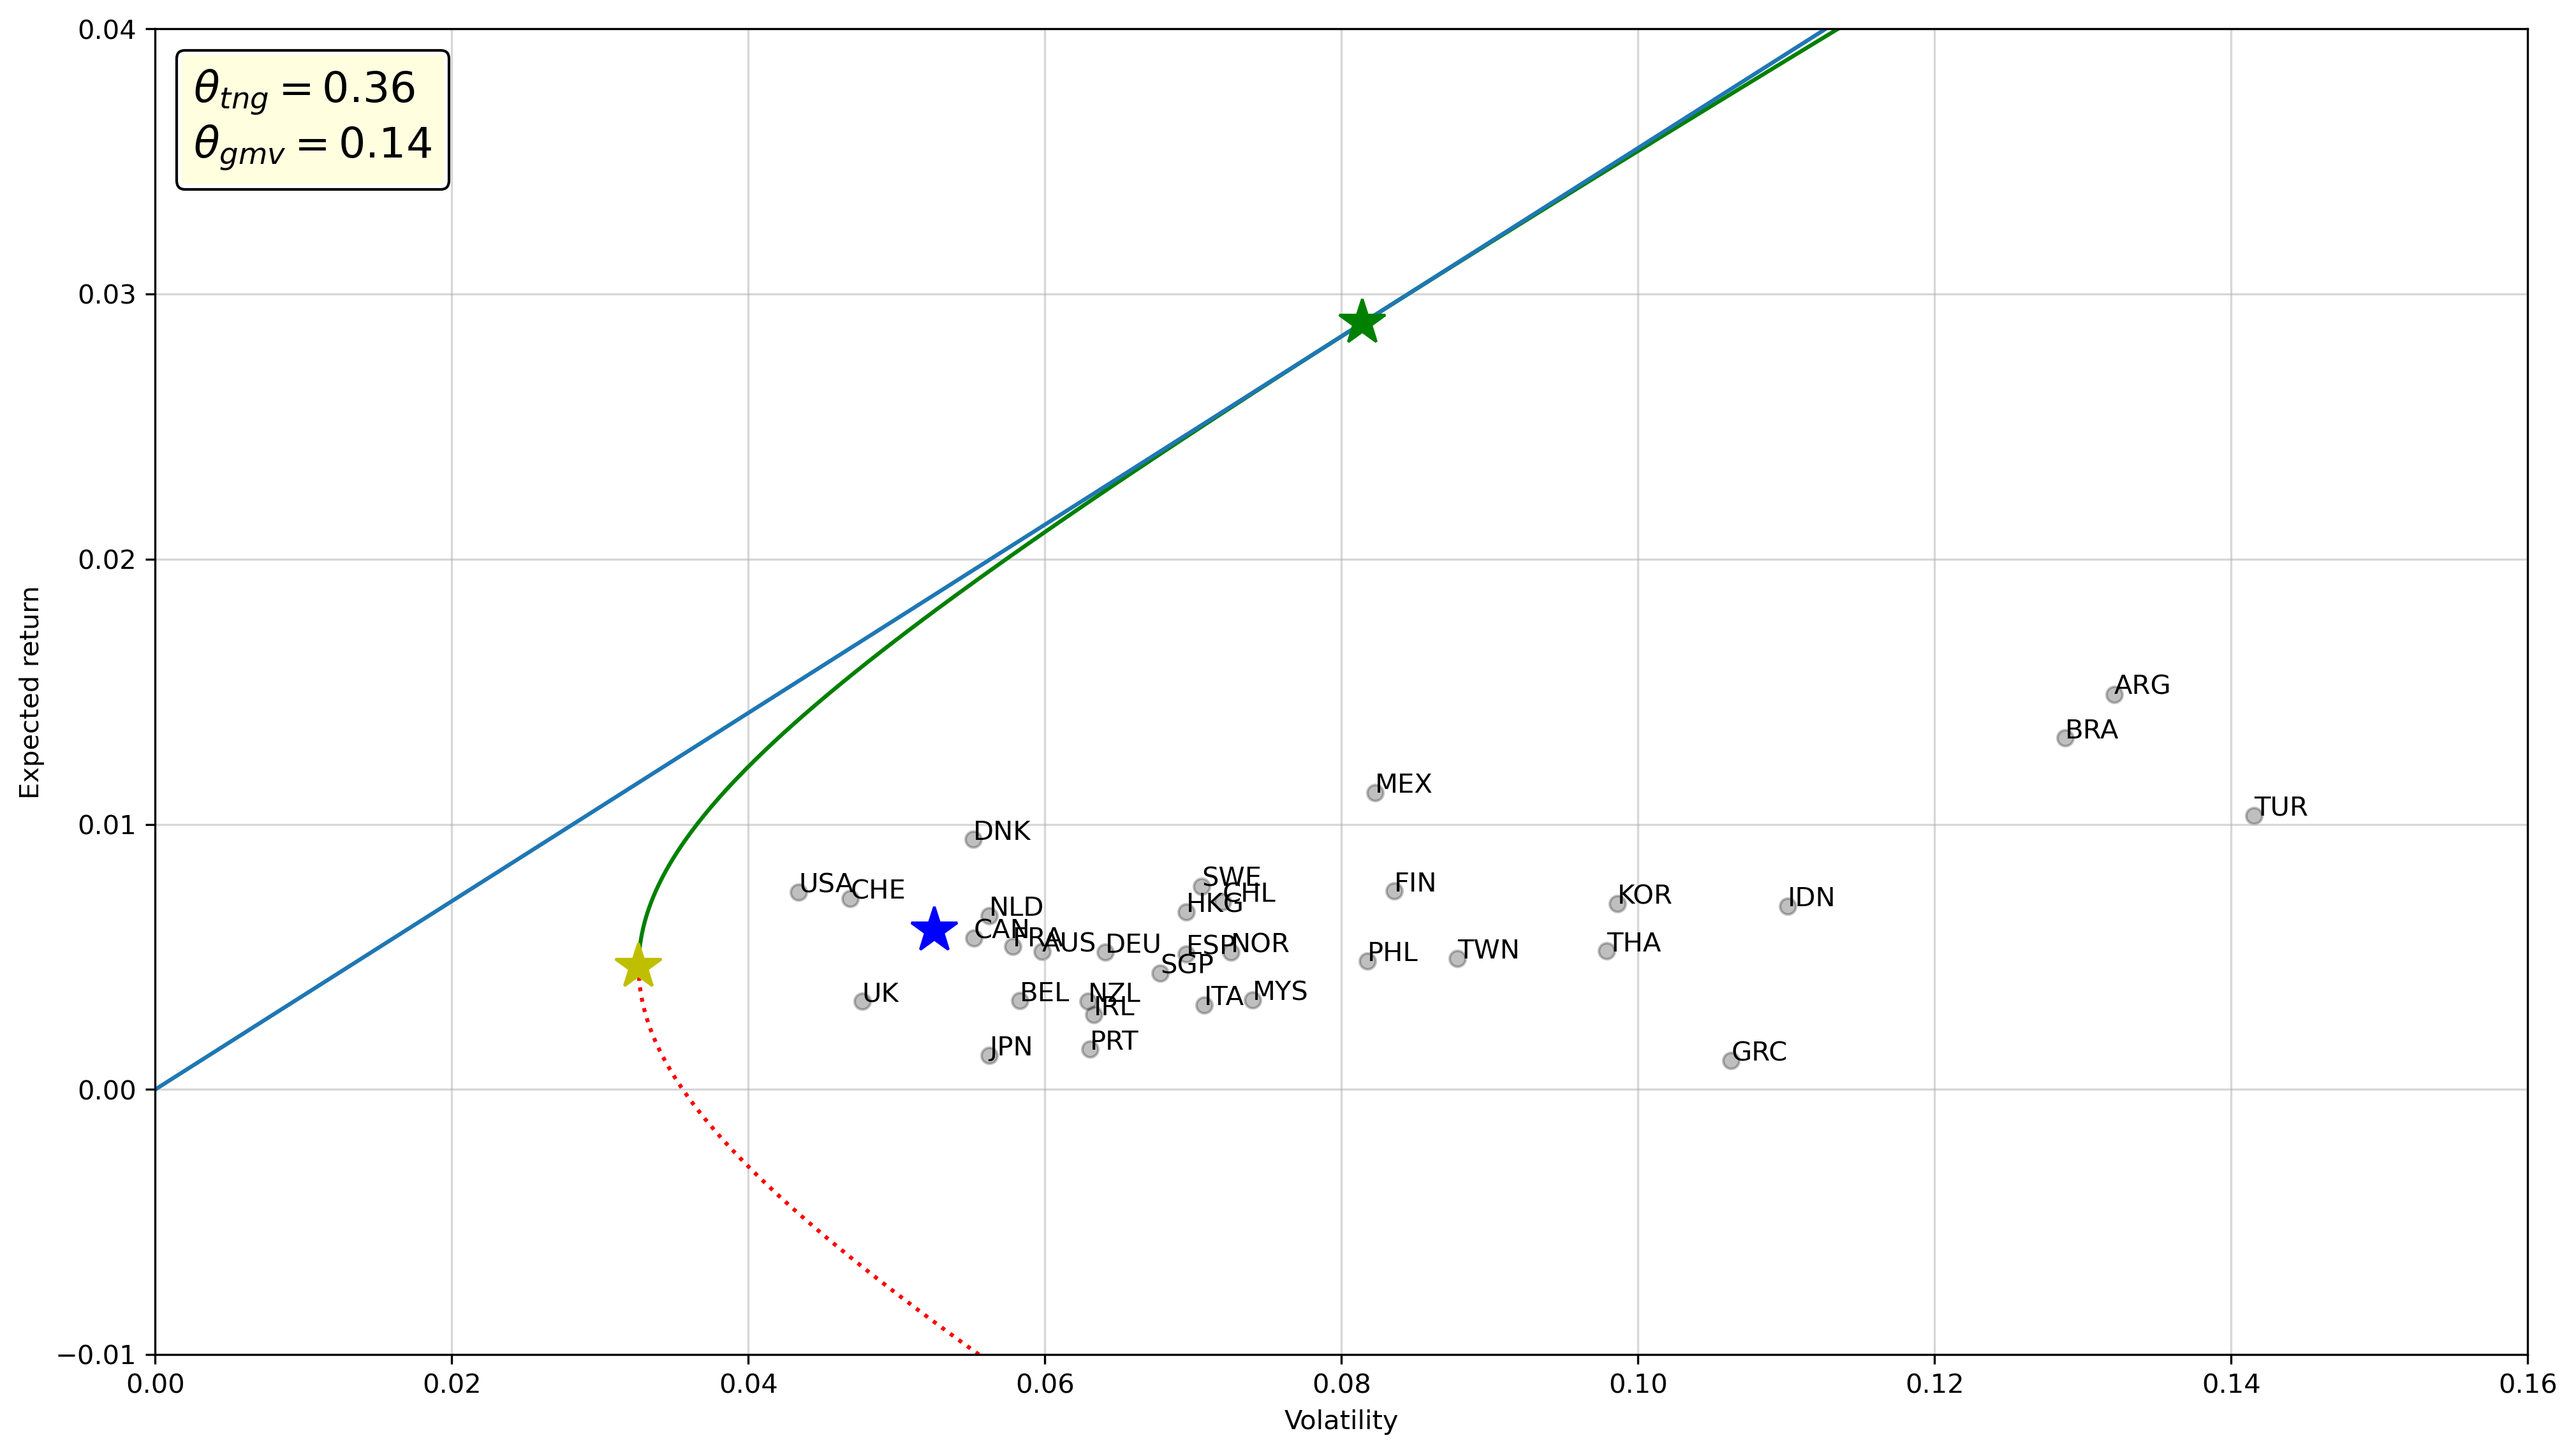 θtng = 0.36
θgmv = 0.14
0.04
0.03
0.02
0.01
0.00
−0.01
Expected return
ARG
BRA
MEX
TUR
DNK
USA
CHE
SWE
CHL
HKG
FIN
KOR
IDN
NLD
CAN
FRA
AUS
DEU
ESP
NOR
SGP
PHL
TWN
THA
UK
BEL
NZL
IRL
ITA
MYS
JPN
PRT
GRC
0.00 0.02 0.04 0.06 0.08 0.10 0.12 0.14 0.16
Volatility